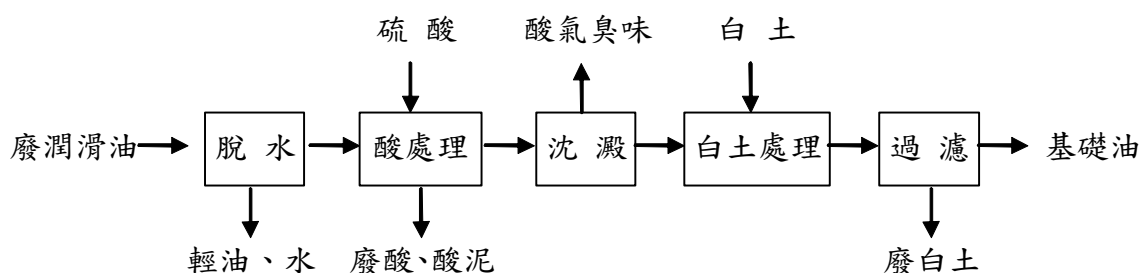 硫 酸 酸氣臭味 白 土
廢潤滑油 脫 水 酸處理 沈 澱 白土處理 過 濾 基礎油
輕油、水 廢酸、酸泥 廢白土